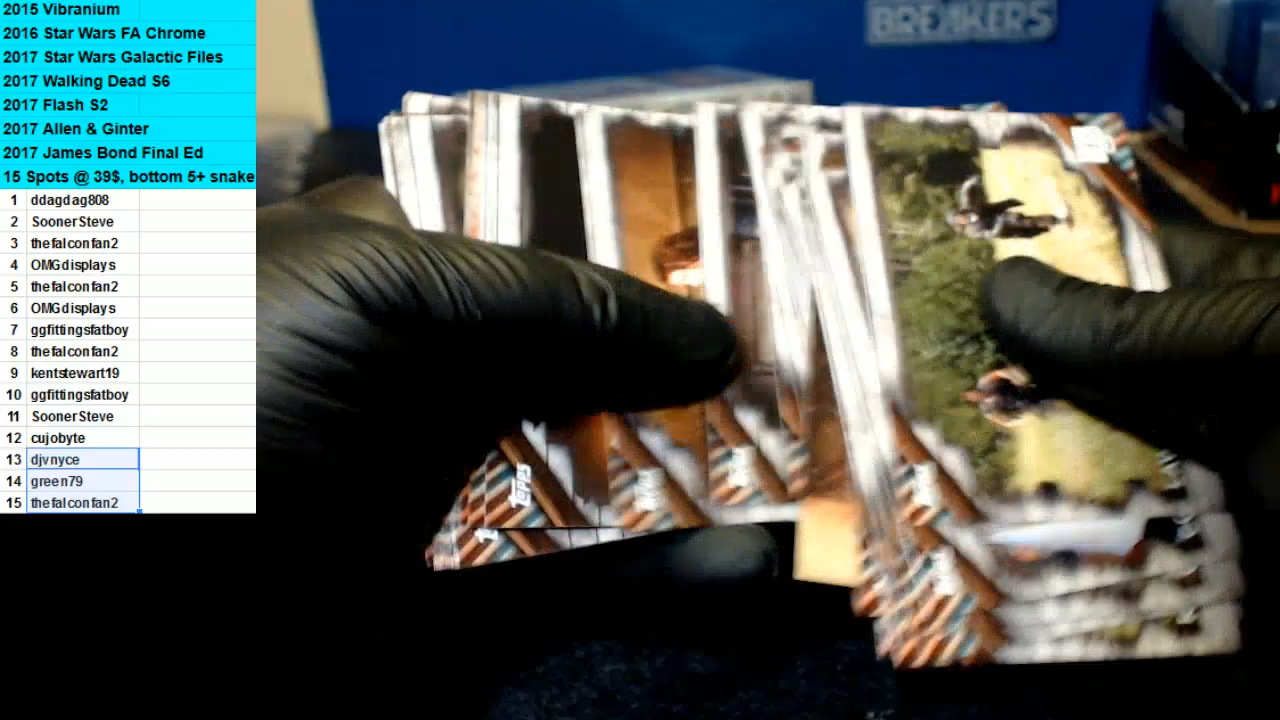 2015 Vibranium
2016 Star Wars FA Chrome
2017 Star Wars Galactic Files
2017 Walking Dead S6
2017 Flash S2
2017 Allen & Ginter
2017 James Bond Final Ed
15 Spots @ 39$, bottom 5+ snake
1 ddagdag808
2 SoonerSteve
3 thefalconfan2
4 OMGdisplays
5 thefalconfan2
6 OMGdisplays
7 ggfittingsfatboy
8 thefalconfan2
9 kentstewart19
10 ggfittingsfatboy
11 SoonerSteve
12 cujobyte
13 djvnyce
14 green79
15 thefalconfan2
BREAKERS
Topps